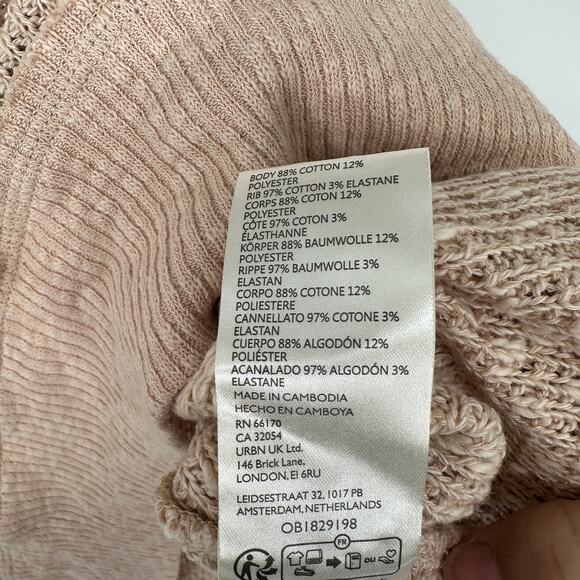 BODY 88% COTTON 12%
POLYESTER
RIB 97% COTTON 3% ELASTANE
CORPS 88% COTON 12%
POLYESTER
CÔTE 97% COTON 3%
ÉLASTHANNE
KÖRPER 88% BAUMWOLLE 12%
POLYESTER
RIPPE 97% BAUMWOLLE 3%
ELASTAN
CORPO 88% COTONE 12%
POLIESTERE
CANNELLATO 97% COTONE 3%
ELASTAN
CUERPO 88% ALGODÓN 12%
POLIÉSTER
ACANALADO 97% ALGODÓN 3%
ELASTANE
MADE IN CAMBODIA
HECHO EN CAMBOYA
RN 66170
CA 32054
URBN UK Ltd.
146 Brick Lane,
LONDON, E1 6RU
LEIDSESTRAAT 32, 1017 PB
AMSTERDAM, NETHERLANDS
OB1829198
FR
OU